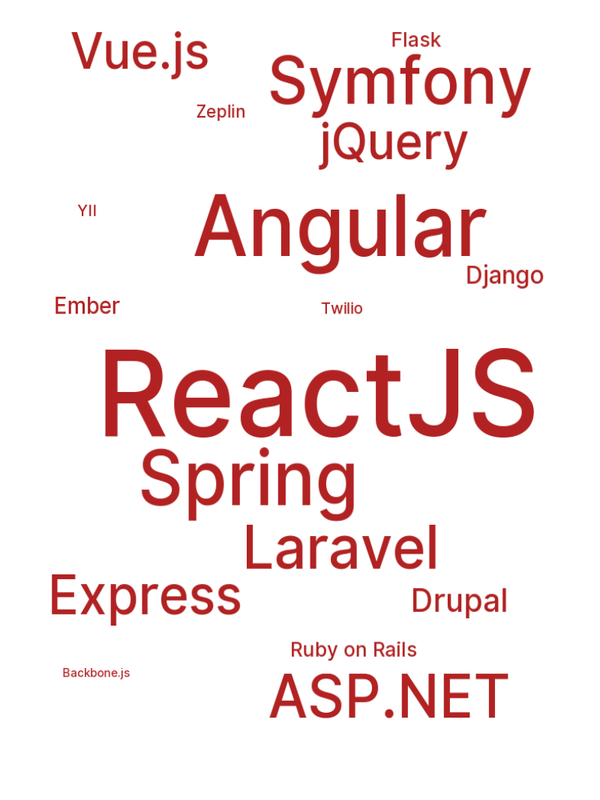 Vue.js
Flask
Symfony
Zeplin
jQuery
YII
Angular
Django
Ember
Twilio
ReactJS
Spring
Laravel
Express
Drupal
Ruby on Rails
Backbone.js
ASP.NET